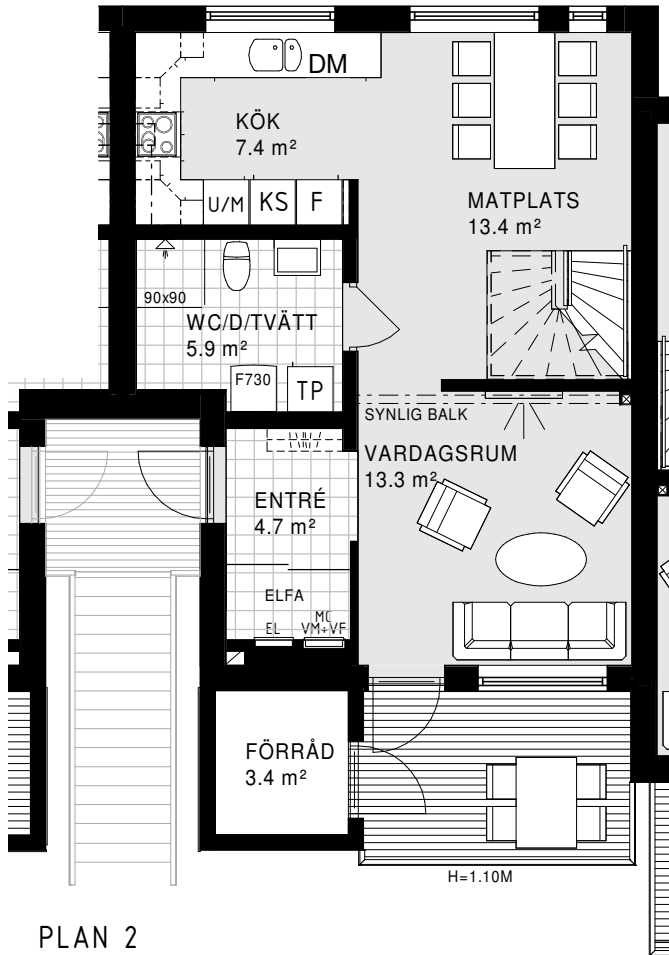 DM
KÖK
7.4 m²
U/M KS F
MATPLATS
13.4 m²
90x90
WC/D/TVÄTT
5.9 m²
F730
TP
SYNLIG BALK
VARDAGSRUM
13.3 m²
ENTRÉ
4.7 m²
ELFA
MC
EL VM+VF
FÖRRÅD
3.4 m²
H=1.10M
PLAN 2